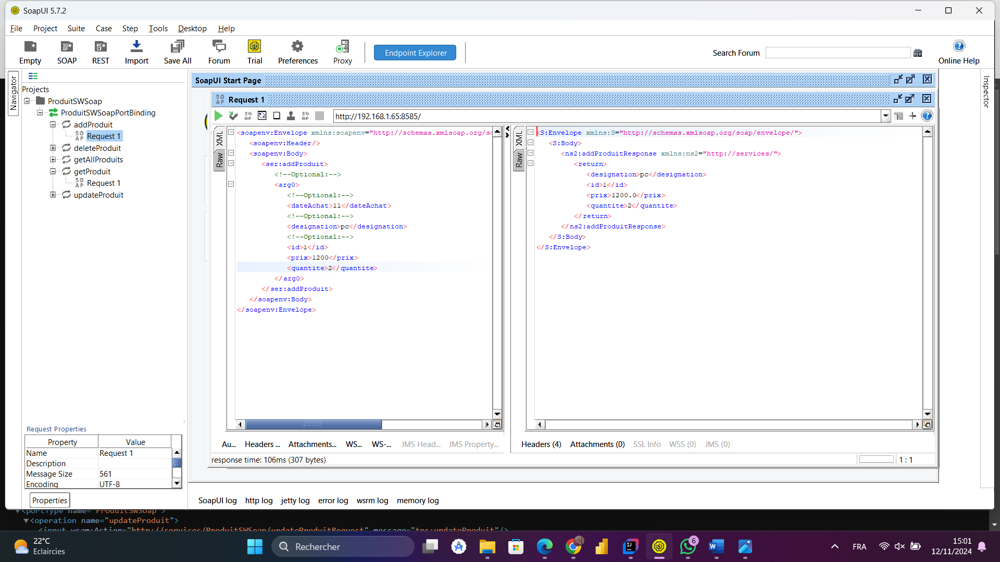 SoapUI 5.7.2
File Project Suite Case Step Tools Desktop Help
Empty SOAP REST Import Save All Forum Trial Preferences Proxy Endpoint Explorer Search Forum Online Help
Navigator
Inspector
Projects
ProduitSWSoap
ProduitSWSoapPortBinding
addProduit
Request 1
deleteProduit
getAllProduits
getProduit
Request 1
updateProduit
SoapUI Start Page
Request 1
http://192.168.1.65:8585/
XML
Raw
<soapenv:Envelope xmlns:soapenv="http://schemas.xmlsoap.org/so
<soapenv:Header/>
<soapenv:Body>
<ser:addProduit>
<!--Optional:-->
<arg0>
<!--Optional:-->
<dateAchat>11</dateAchat>
<!--Optional:-->
<designation>pc</designation>
<!--Optional:-->
<id>1</id>
<prix>1200</prix>
<quantite>2</quantite>
</arg0>
</ser:addProduit>
</soapenv:Body>
</soapenv:Envelope>
XML
Raw
<S:Envelope xmlns:S="http://schemas.xmlsoap.org/soap/envelope/">
<S:Body>
<ns2:addProduitResponse xmlns:ns2="http://services/">
<return>
<designation>pc</designation>
<id>1</id>
<prix>1200.0</prix>
<quantite>2</quantite>
</return>
</ns2:addProduitResponse>
</S:Body>
</S:Envelope>
Au... Headers ... Attachments... WS... WS-... JMS Head... JMS Property...
Headers (4) Attachments (0) SSL Info WSS (0) JMS (0)
response time: 106ms (307 bytes)
1 : 1
Request Properties
Property Value
Name Request 1
Description
Message Size 561
Encoding UTF-8
Properties
SoapUI log http log jetty log error log wsrm log memory log
<portType name="ProduitSWSoap">
<operation name="updateProduit">
<input wsam:Action="http://services/ProduitSWSoap/updateProduitRequest" message="tns:updateProduit"/>
22°C
Eclaircies
Rechercher
6
FRA
15:01
12/11/2024